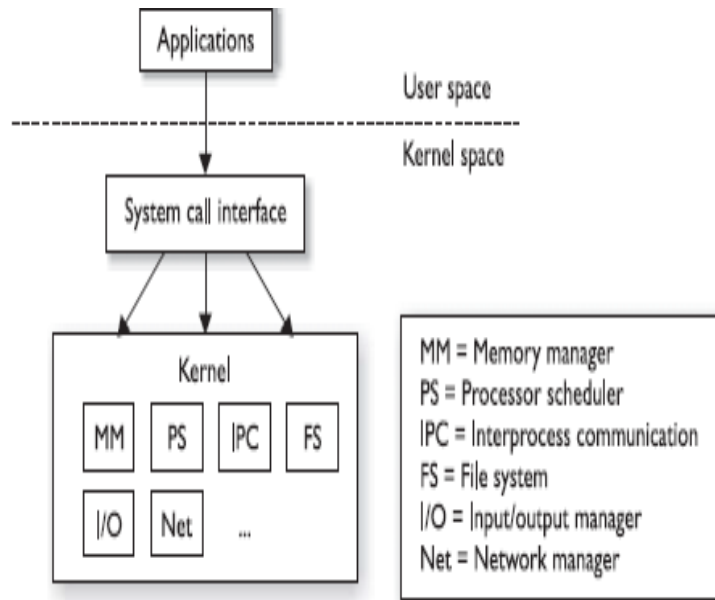 Applications
User space
Kernel space
System call interface
Kernel
MM PS IPC FS
I/O Net ...
MM = Memory manager
PS = Processor scheduler
IPC = Interprocess communication
FS = File system
I/O = Input/output manager
Net = Network manager